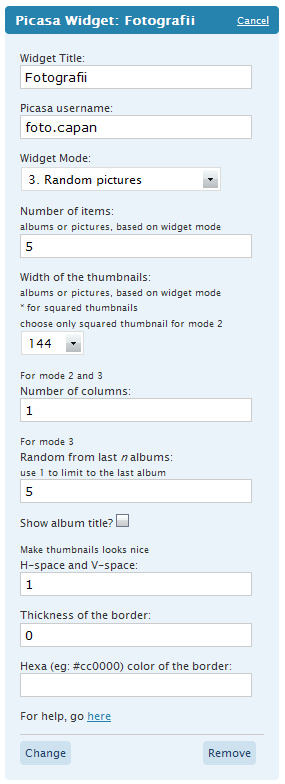 Picasa Widget: Fotografii Cancel
Widget Title:
Fotografii
Picasa username:
foto.capan
Widget Mode:
3. Random pictures
Number of items:
albums or pictures, based on widget mode
5
Width of the thumbnails:
albums or pictures, based on widget mode
* for squared thumbnails
choose only squared thumbnail for mode 2
144
For mode 2 and 3
Number of columns:
1
For mode 3
Random from last n albums:
use 1 to limit to the last album
5
Show album title?
Make thumbnails looks nice
H-space and V-space:
1
Thickness of the border:
0
Hexa (eg: #cc0000) color of the border:
For help, go here
Change Remove